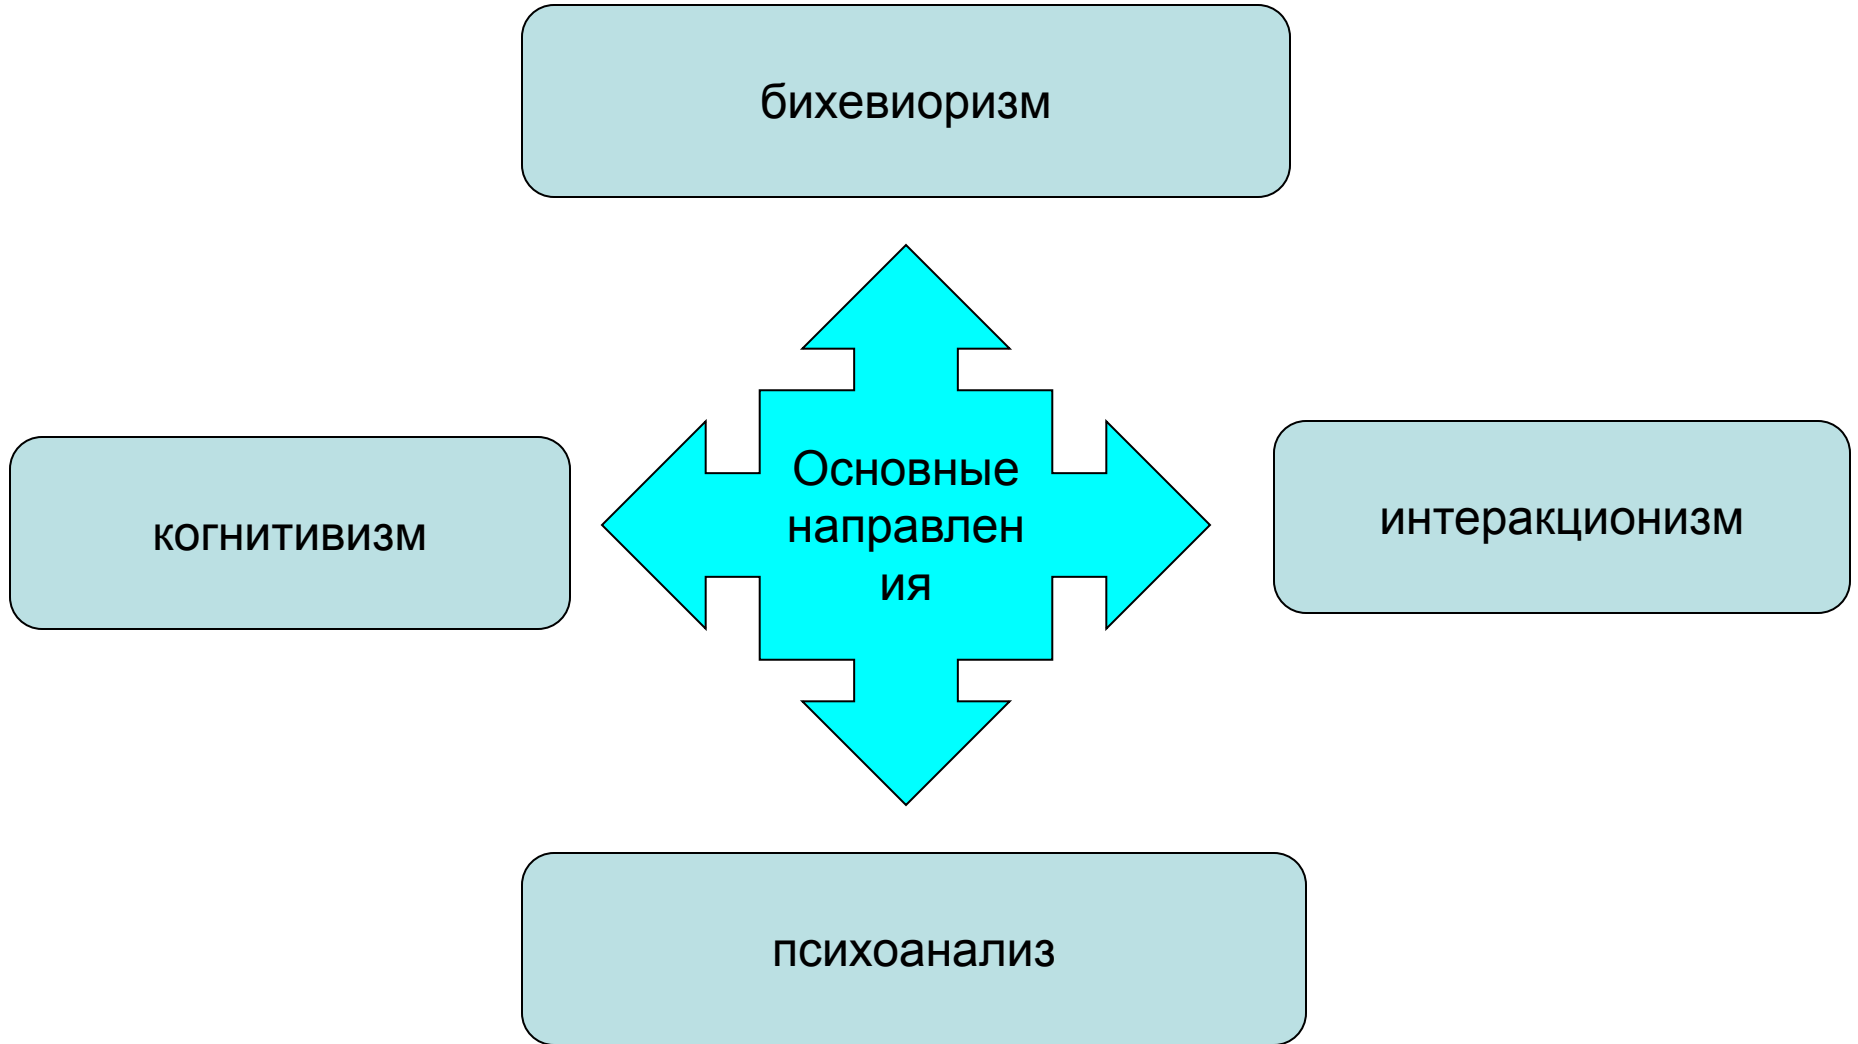 бихевиоризм
когнитивизм
Основные
направлен
ия
интеракционизм
психоанализ